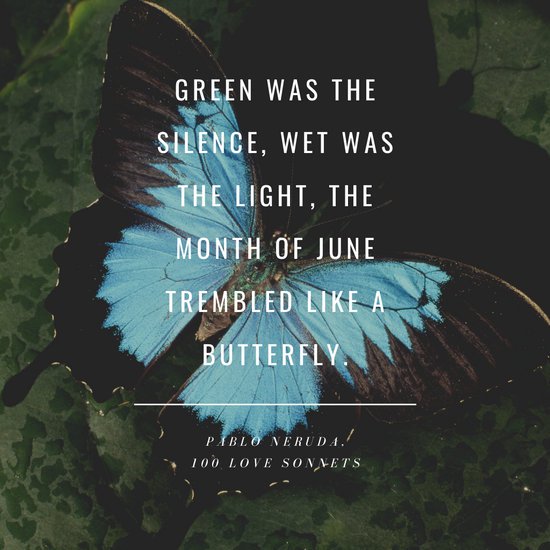 GREEN WAS THE
SILENCE, WET WAS
THE LIGHT, THE
MONTH OF JUNE
TREMBLED LIKE A
BUTTERFLY.
PABLO NERUDA,
100 LOVE SONNETS